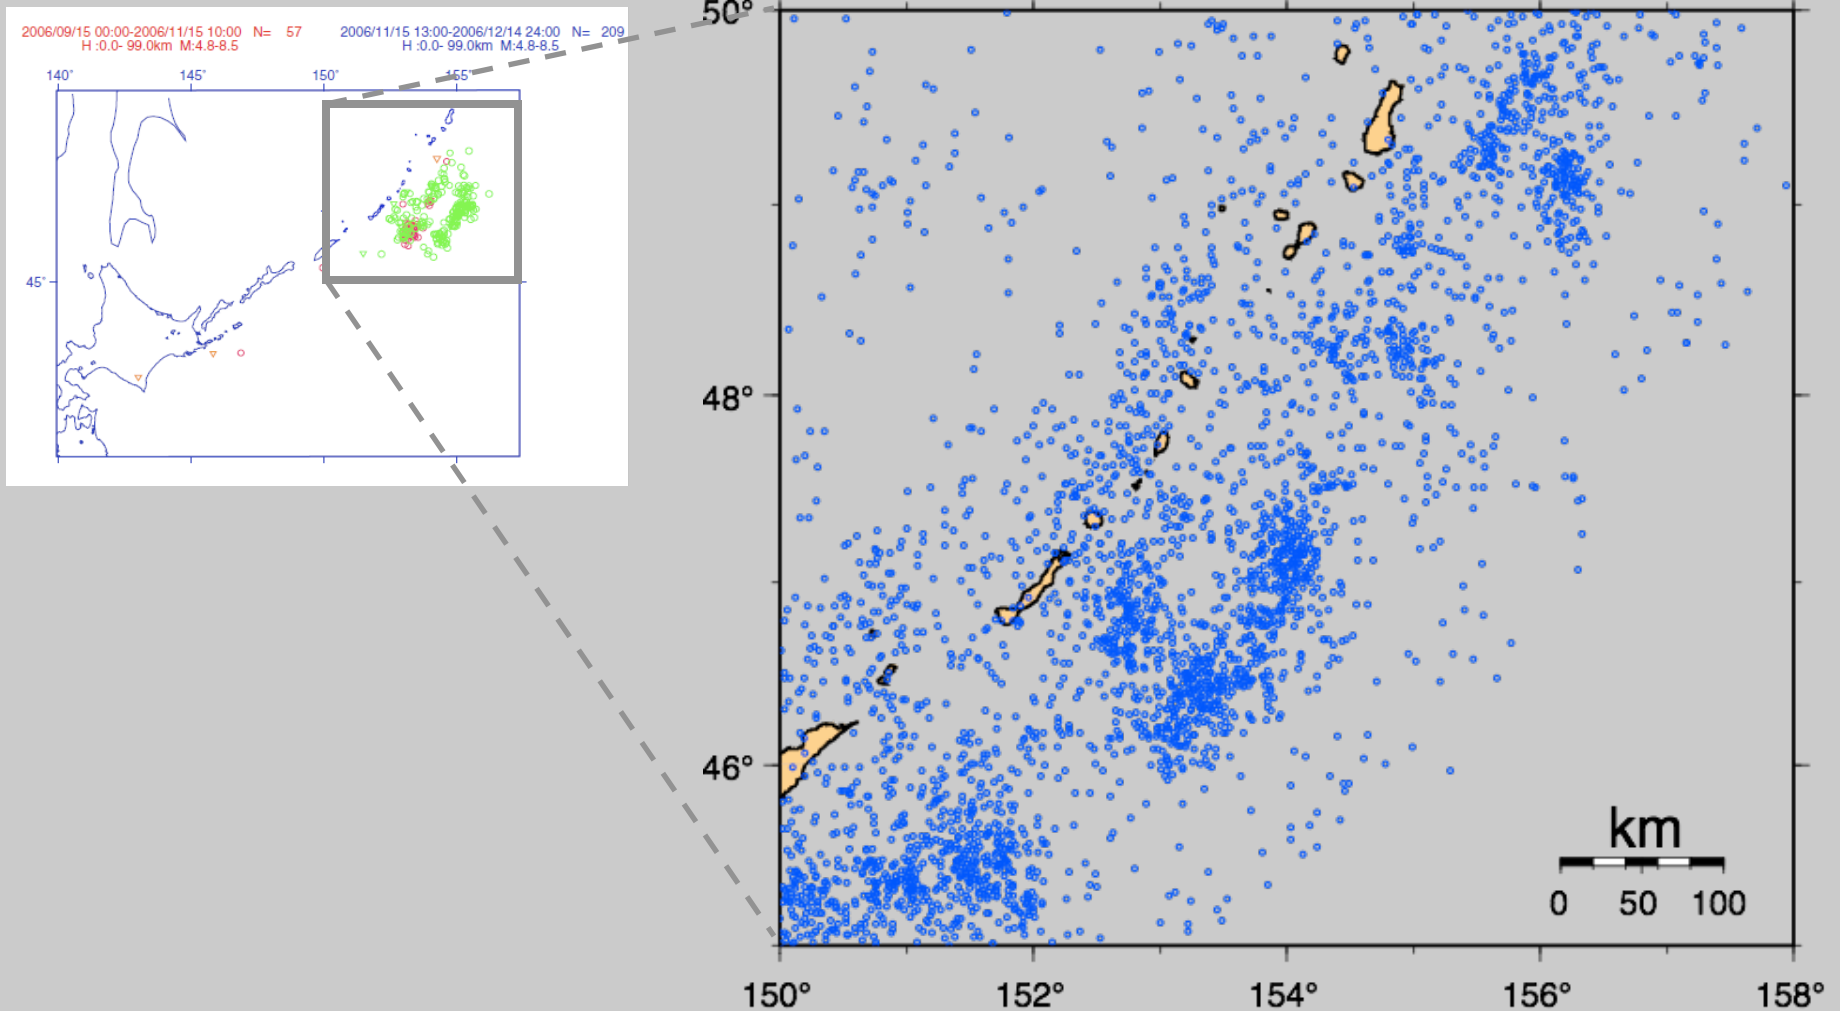 2006/09/15 00:00-2006/11/15 10:00 N= 57
H :0.0- 99.0km M:4.8-8.5
2006/11/15 13:00-2006/12/14 24:00 N= 209
H :0.0- 99.0km M:4.8-8.5
140° 145° 150° 155°
45°
50°
48°
46°
km
0 50 100
150° 152° 154° 156° 158°